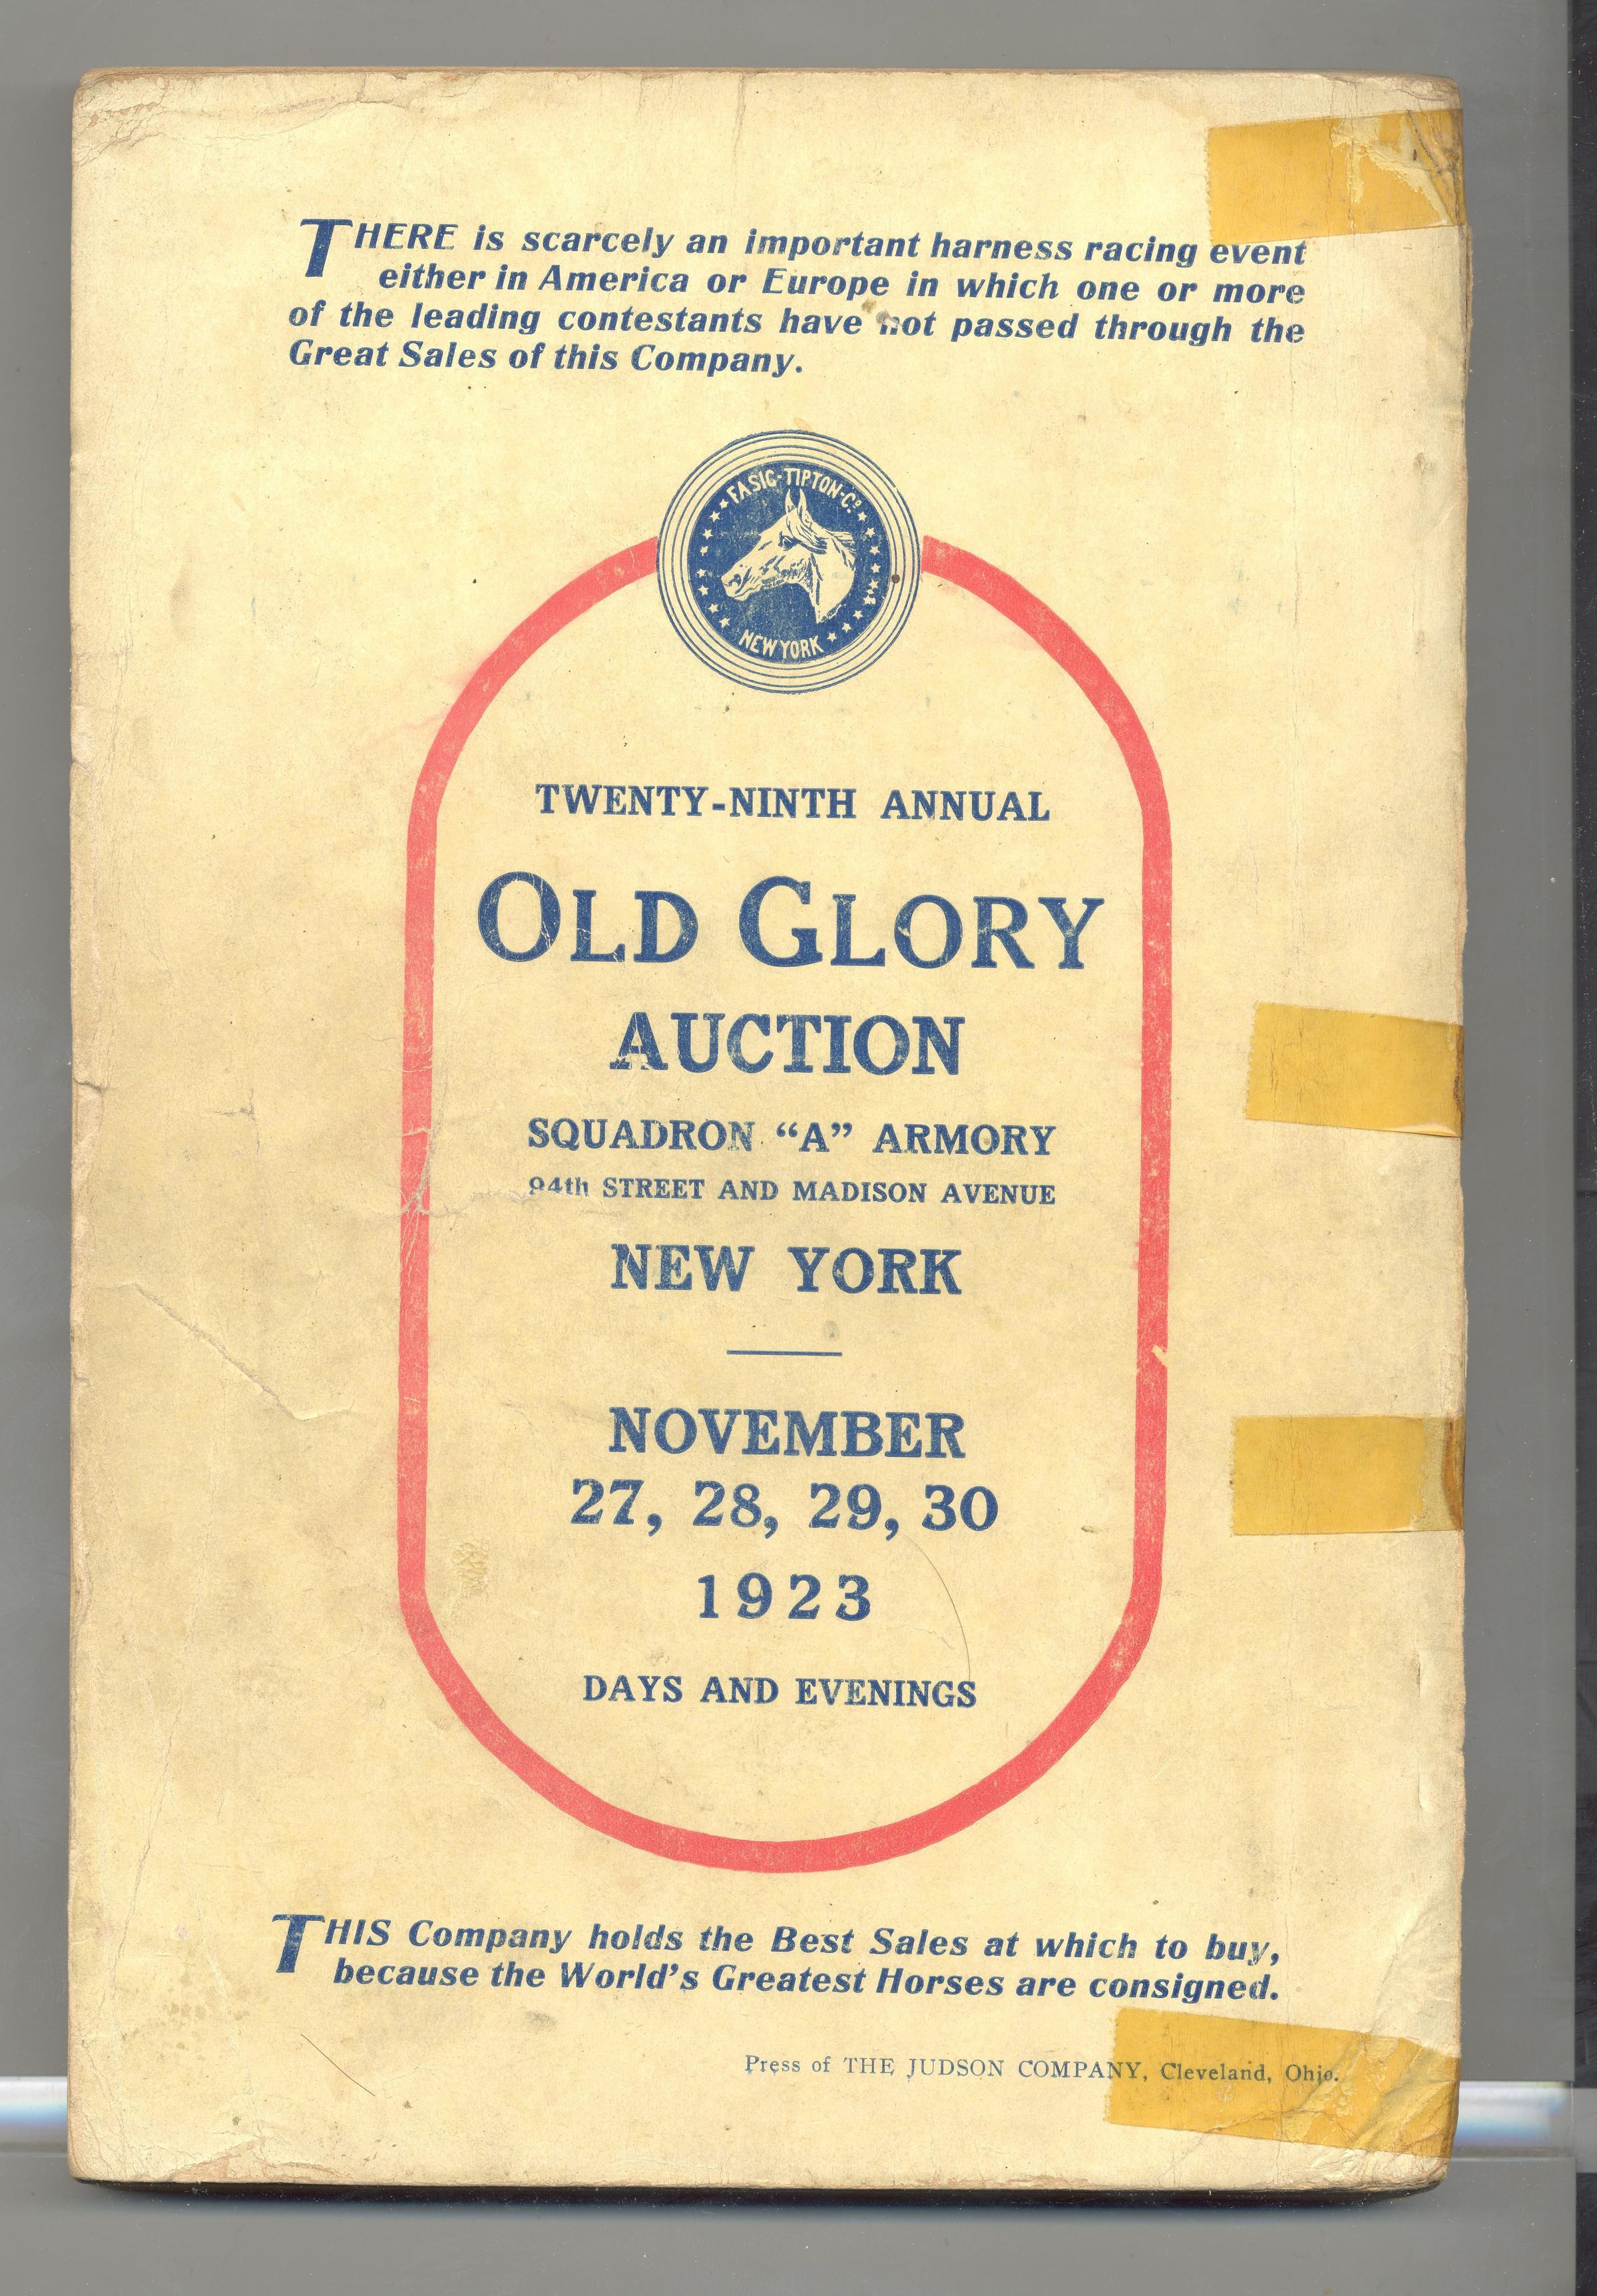 THERE is scarcely an important harness racing event
either in America or Europe in which one or more
of the leading contestants have not passed through the
Great Sales of this Company.
FASIG-TIPTON-Co
NEW YORK
TWENTY-NINTH ANNUAL
OLD GLORY
AUCTION
SQUADRON “A” ARMORY
94th STREET AND MADISON AVENUE
NEW YORK
NOVEMBER
27, 28, 29, 30
1923
DAYS AND EVENINGS
THIS Company holds the Best Sales at which to buy,
because the World's Greatest Horses are consigned.
Press of THE JUDSON COMPANY, Cleveland, Ohio.